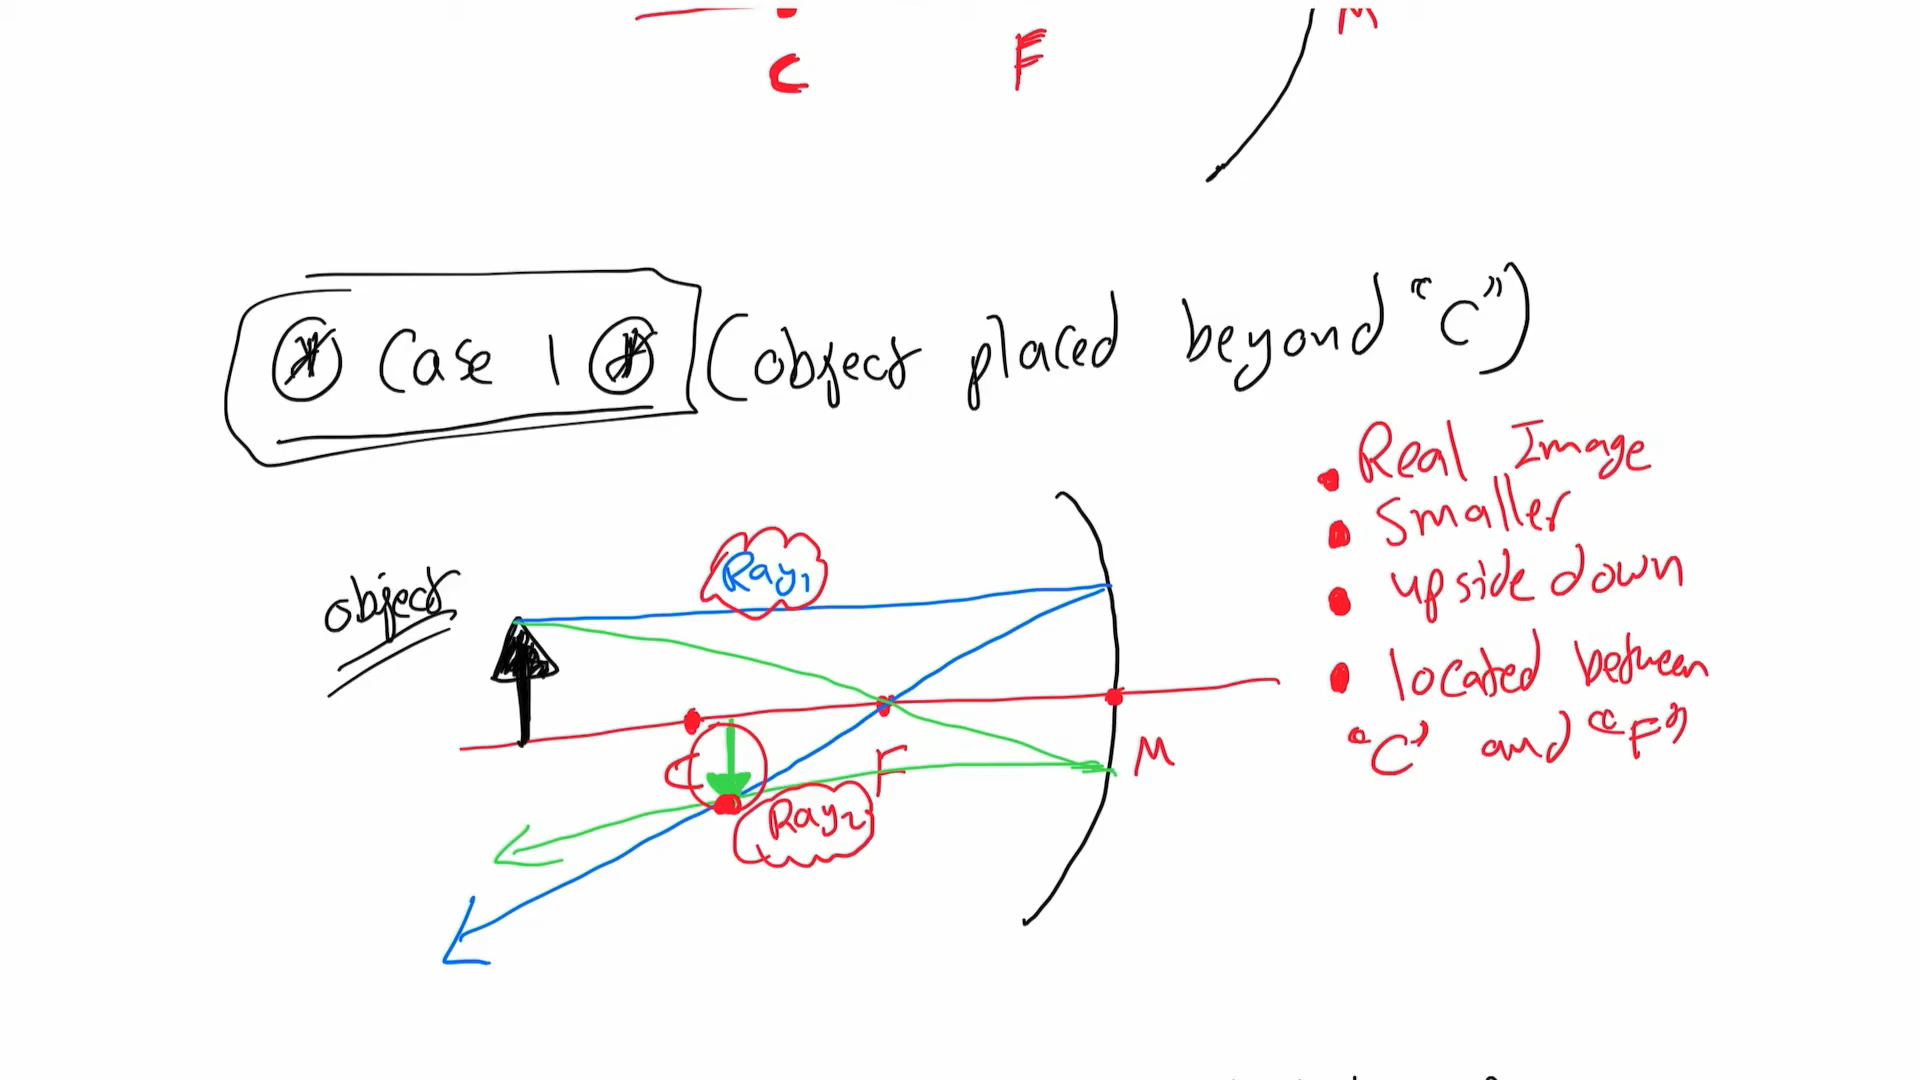 M
C F
* Case 1 * (object placed beyond "C")
• Real Image
• Smaller
• upside down
• located between
"C" and "F"
object
Ray1
C
F
M
Ray2